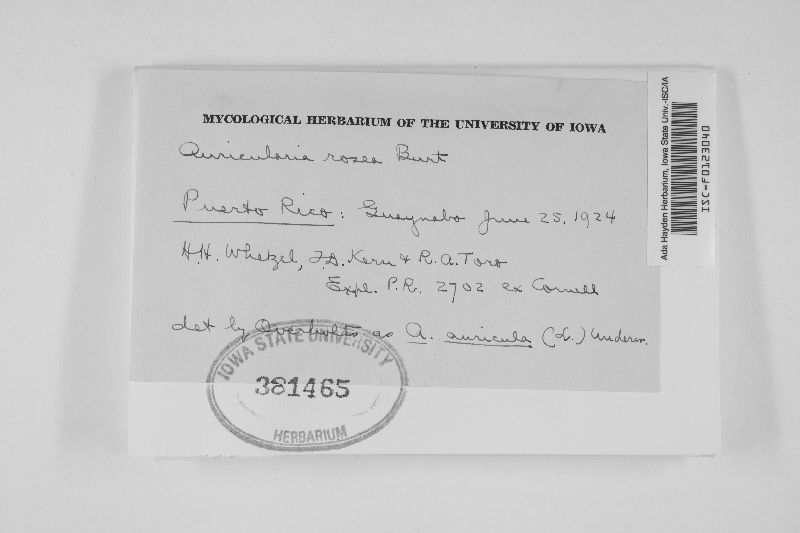 MYCOLOGICAL HERBARIUM OF THE UNIVERSITY OF IOWA
Auricularia rosea Burt
Puerto Rico: Guaynabo June 25, 1924
H.H. Whetzel, F.D. Kern & R.A. Toro
Expl. P.R. 2702 ex Cornell
det by Overholts as A. auricula (L.) Underw.
IOWA STATE UNIVERSITY
381465
HERBARIUM
Ada Hayden Herbarium, Iowa State Univ.-ISC/IA
ISC-F0123040